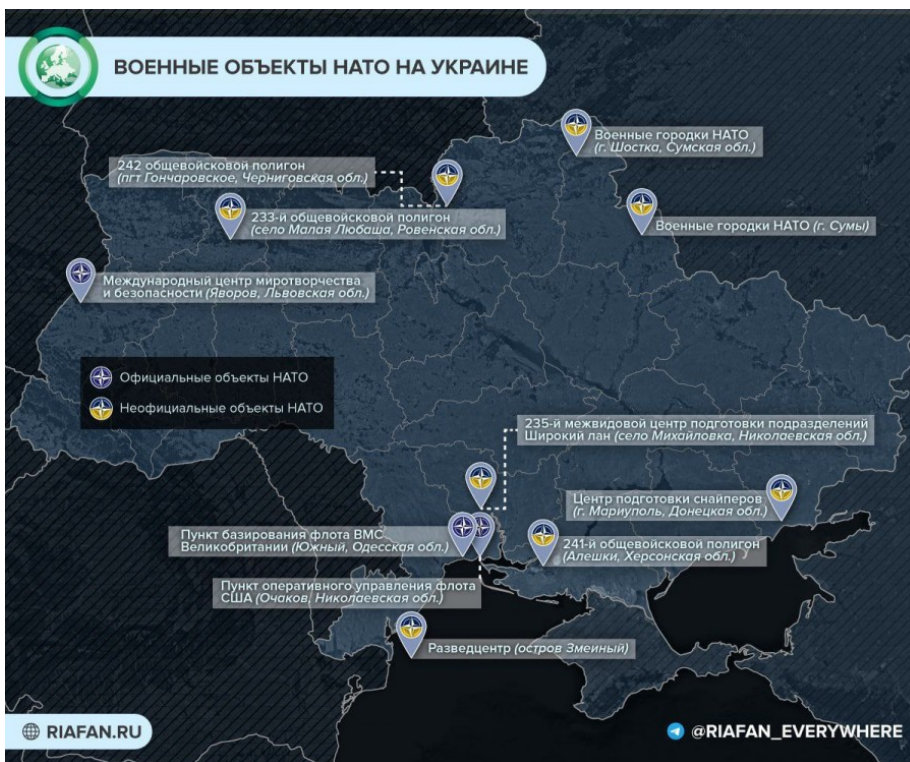 ВОЕННЫЕ ОБЪЕКТЫ НАТО НА УКРАИНЕ
Военные городки НАТО
(г. Шостка, Сумская обл.)
242 общевойсковой полигон
(пгт Гончаровское, Черниговская обл.)
233-й общевойсковой полигон
(село Малая Любаша, Ровенская обл.)
Военные городки НАТО (г. Сумы)
Международный центр миротворчества
и безопасности (Яворов, Львовская обл.)
Официальные объекты НАТО
Неофициальные объекты НАТО
235-й межвидовой центр подготовки подразделений
Широкий лан (село Михайловка, Николаевская обл.)
Центр подготовки снайперов
(г. Мариуполь, Донецкая обл.)
Пункт базирования флота ВМС
Великобритании (Южный, Одесская обл.)
241-й общевойсковой полигон
(Алешки, Херсонская обл.)
Пункт оперативного управления флота
США (Очаков, Николаевская обл.)
Разведцентр (остров Змеиный)
RIAFAN.RU
@RIAFAN_EVERYWHERE